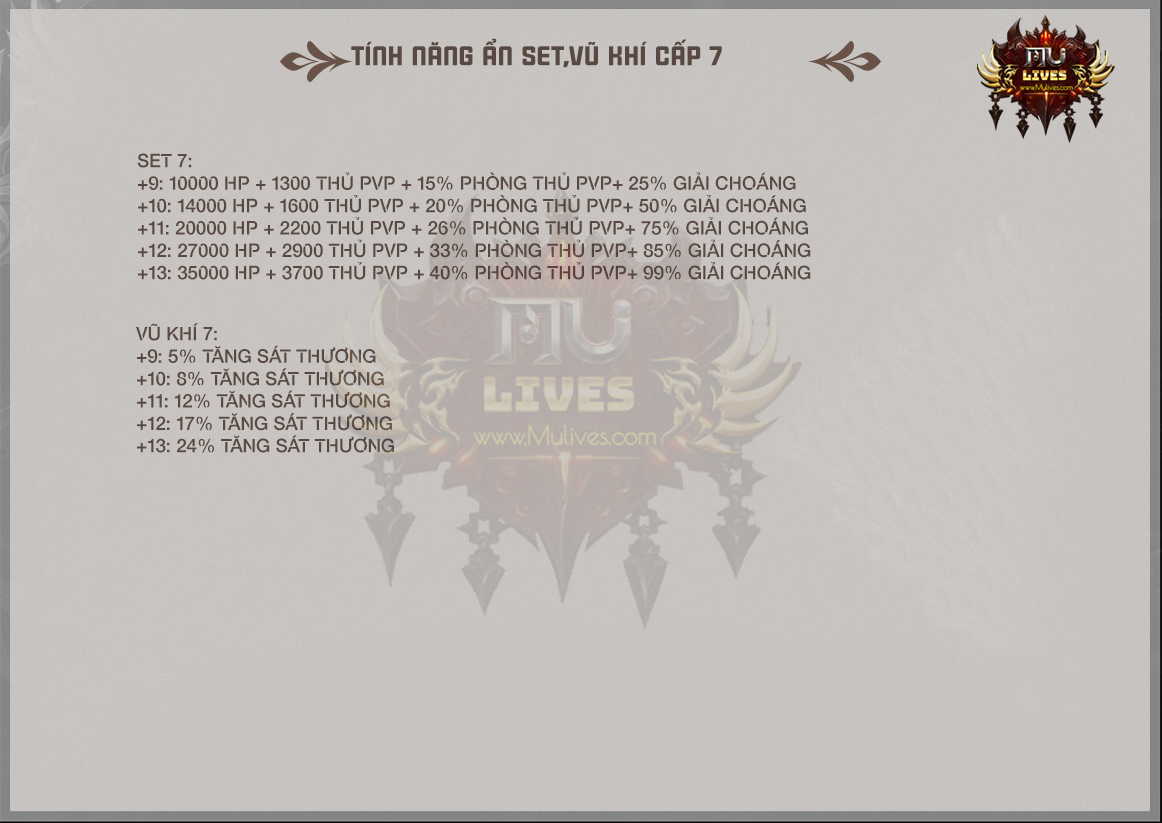 TÍNH NĂNG ẨN SET,VŨ KHÍ CẤP 7
MU
LIVES
www.Mulives.com
SET 7:
+9: 10000 HP + 1300 THỦ PVP + 15% PHÒNG THỦ PVP+ 25% GIẢI CHOÁNG
+10: 14000 HP + 1600 THỦ PVP + 20% PHÒNG THỦ PVP+ 50% GIẢI CHOÁNG
+11: 20000 HP + 2200 THỦ PVP + 26% PHÒNG THỦ PVP+ 75% GIẢI CHOÁNG
+12: 27000 HP + 2900 THỦ PVP + 33% PHÒNG THỦ PVP+ 85% GIẢI CHOÁNG
+13: 35000 HP + 3700 THỦ PVP + 40% PHÒNG THỦ PVP+ 99% GIẢI CHOÁNG
VŨ KHÍ 7:
+9: 5% TĂNG SÁT THƯƠNG
+10: 8% TĂNG SÁT THƯƠNG
+11: 12% TĂNG SÁT THƯƠNG
+12: 17% TĂNG SÁT THƯƠNG
+13: 24% TĂNG SÁT THƯƠNG
MU
LIVES
www.Mulives.com